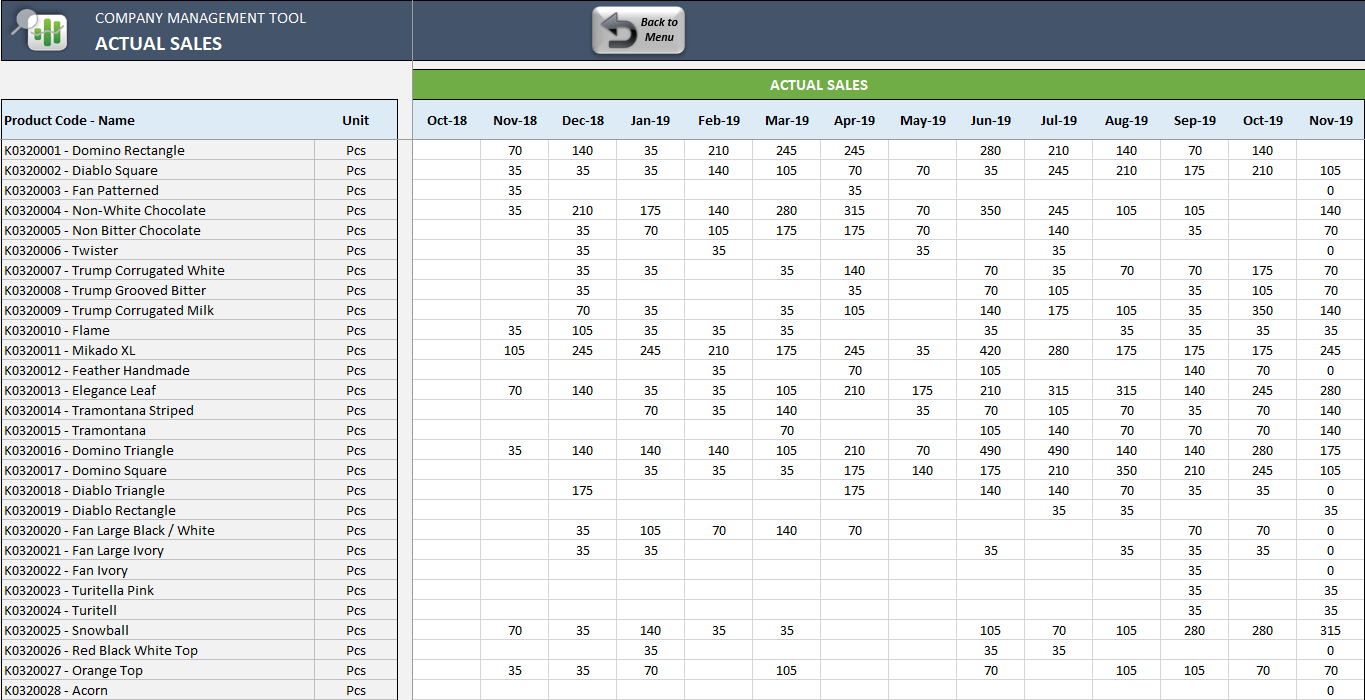 COMPANY MANAGEMENT TOOL
ACTUAL SALES
Back to
Menu
ACTUAL SALES
Product Code - Name Unit Oct-18 Nov-18 Dec-18 Jan-19 Feb-19 Mar-19 Apr-19 May-19 Jun-19 Jul-19 Aug-19 Sep-19 Oct-19 Nov-19
K0320001 - Domino Rectangle Pcs 70 140 35 210 245 245 280 210 140 70 140
K0320002 - Diablo Square Pcs 35 35 35 140 105 70 70 35 245 210 175 210 105
K0320003 - Fan Patterned Pcs 35 35 0
K0320004 - Non-White Chocolate Pcs 35 210 175 140 280 315 70 350 245 105 105 140
K0320005 - Non Bitter Chocolate Pcs 35 70 105 175 175 70 140 35 70
K0320006 - Twister Pcs 35 35 35 35 0
K0320007 - Trump Corrugated White Pcs 35 35 35 140 70 35 70 70 175 70
K0320008 - Trump Grooved Bitter Pcs 35 35 70 105 35 105 70
K0320009 - Trump Corrugated Milk Pcs 70 35 35 105 140 175 105 35 350 140
K0320010 - Flame Pcs 35 105 35 35 35 35 35 35 35 35
K0320011 - Mikado XL Pcs 105 245 245 210 175 245 35 420 280 175 175 175 245
K0320012 - Feather Handmade Pcs 35 70 105 140 70 0
K0320013 - Elegance Leaf Pcs 70 140 35 35 105 210 175 210 315 315 140 245 280
K0320014 - Tramontana Striped Pcs 70 35 140 35 70 105 70 35 70 140
K0320015 - Tramontana Pcs 70 105 140 70 70 70 140
K0320016 - Domino Triangle Pcs 35 140 140 140 105 210 70 490 490 140 140 280 175
K0320017 - Domino Square Pcs 35 35 35 175 140 175 210 350 210 245 105
K0320018 - Diablo Triangle Pcs 175 175 140 140 70 35 35 0
K0320019 - Diablo Rectangle Pcs 35 35 35
K0320020 - Fan Large Black / White Pcs 35 105 70 140 70 70 70 0
K0320021 - Fan Large Ivory Pcs 35 35 35 35 35 35 0
K0320022 - Fan Ivory Pcs 35 0
K0320023 - Turitella Pink Pcs 35 35
K0320024 - Turitell Pcs 35 35
K0320025 - Snowball Pcs 70 35 140 35 35 105 70 105 280 280 315
K0320026 - Red Black White Top Pcs 35 35 35 0
K0320027 - Orange Top Pcs 35 35 70 105 70 105 105 70 70
K0320028 - Acorn Pcs 0